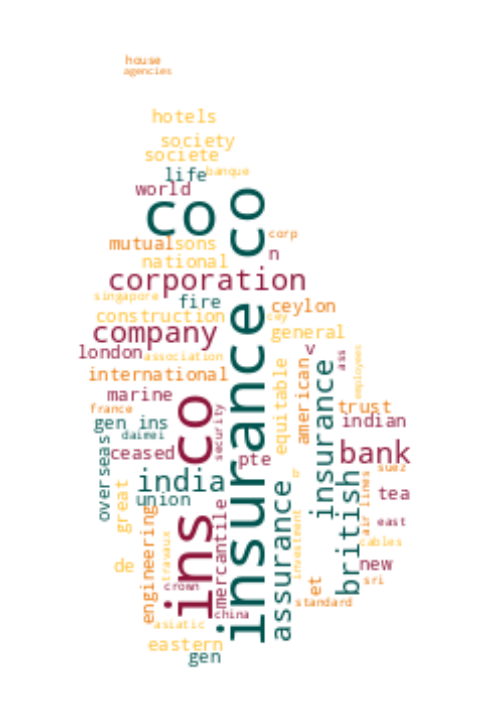 house
agencies
hotels
society
societe
banque
life
world
co
co
corp
mutual
sons
n
national
corporation
singapore
fire
ceylon
construction
cey
general
company
v
london
association
ass
employees
international
american
equitable
marine
france
co
security
trust
gen ins
indian
daimei
ceased
pte
bank
overseas
insurance
suez
india
great
union
air lines
tea
british
mercantile
assurance
engineering
ins
insurance
east
investment
travaux
cables
de
new
crown
et
sri
standard
china
asiatic
eastern
gen